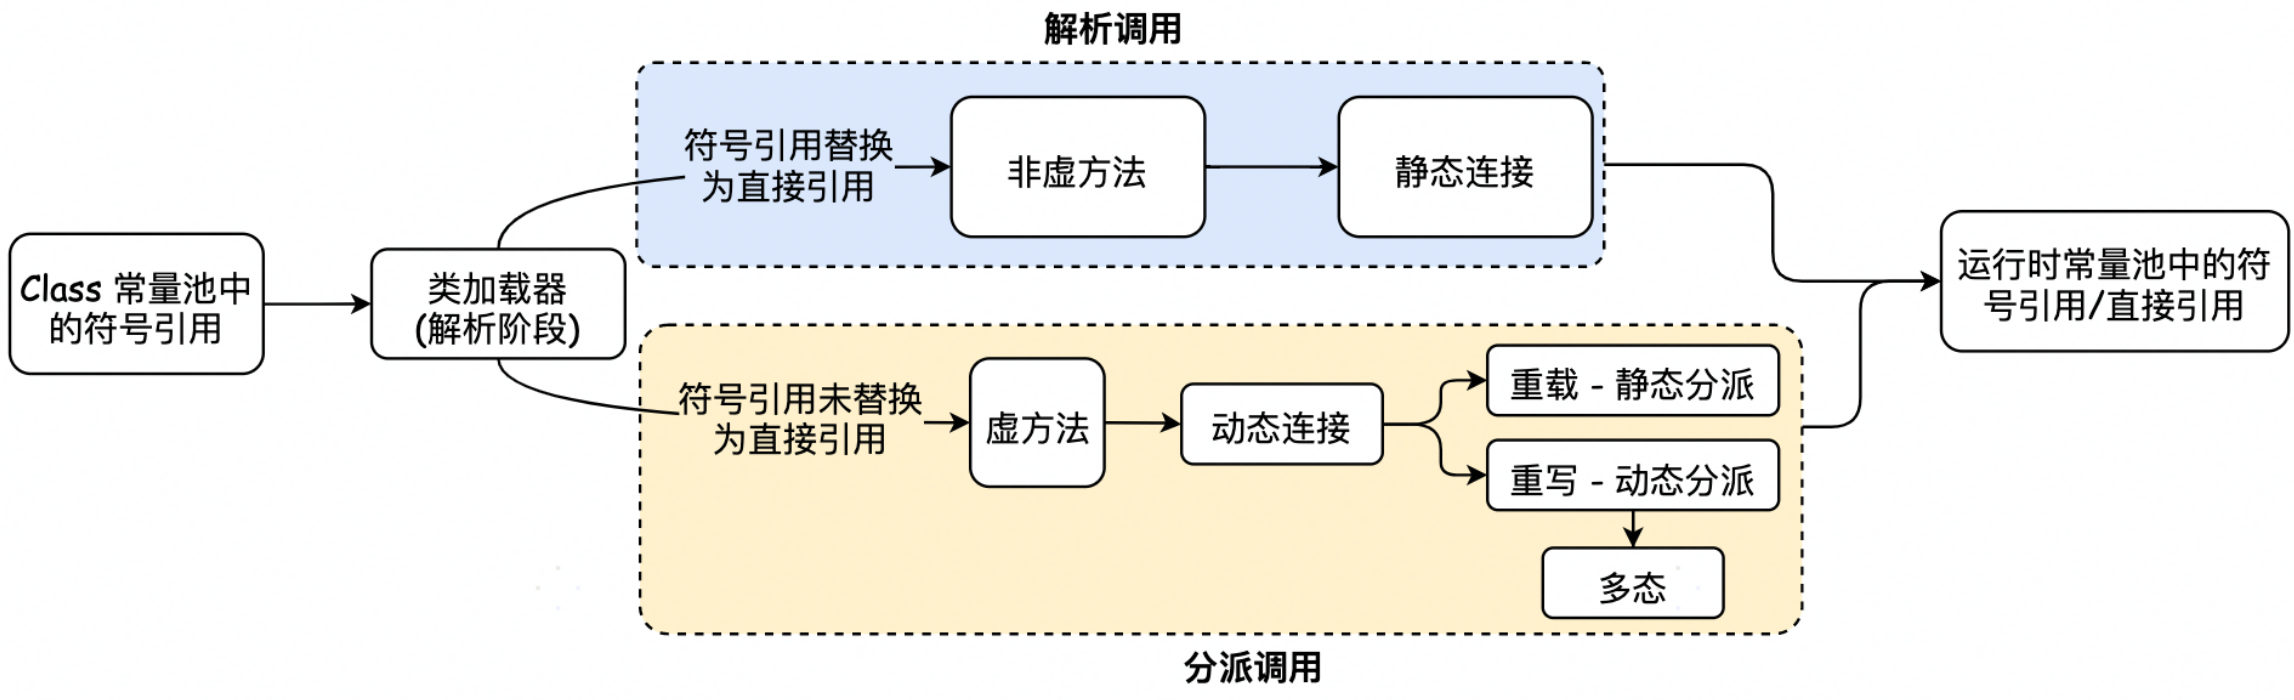 解析调用
符号引用替换
为直接引用
非虚方法
静态连接
Class 常量池中
的符号引用
类加载器
(解析阶段)
运行时常量池中的符
号引用/直接引用
符号引用未替换
为直接引用
虚方法
动态连接
重载 - 静态分派
重写 - 动态分派
多态
分派调用